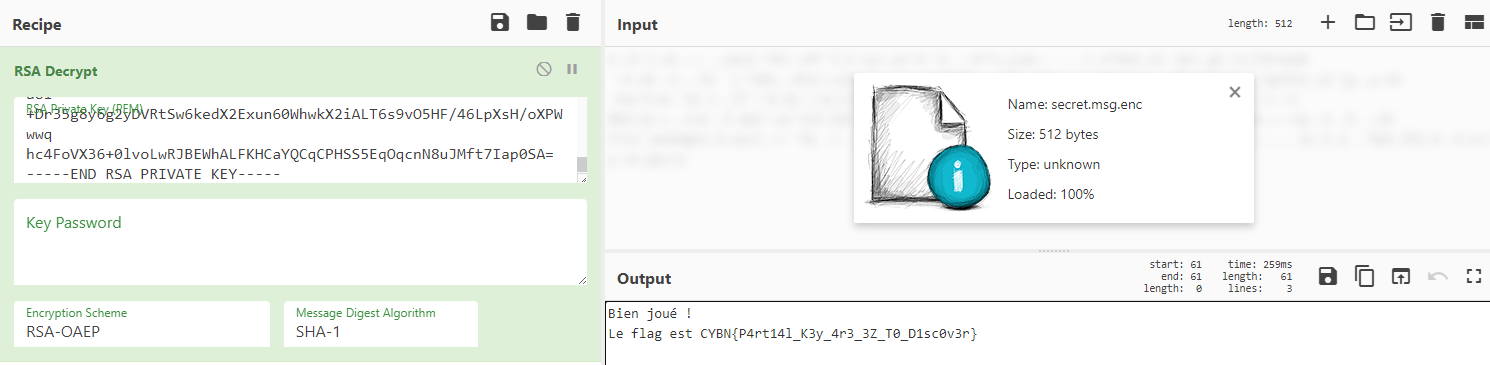 Recipe
RSA Decrypt
RSA Private Key (PEM)
+Dr35g8y6g2yDVRtSw6kedX2Exun60WhwkX2iALT6s9vO5HF/46LpXsH/oXPW
wwq
hc4FoVX36+0lvoLwRJBEWhALFKHCaYQCqCPHSS5EqOqcnN8uJMft7Iap0SA=
-----END RSA PRIVATE KEY-----
Key Password
Encryption Scheme
RSA-OAEP
Message Digest Algorithm
SHA-1
Input
length: 512
Name: secret.msg.enc
Size: 512 bytes
Type: unknown
Loaded: 100%
Output
start: 61 time: 259ms
end: 61 length: 61
length: 0 lines: 3
Bien joué !
Le flag est CYBN{P4rt14l_K3y_4r3_3Z_T0_D1sc0v3r}